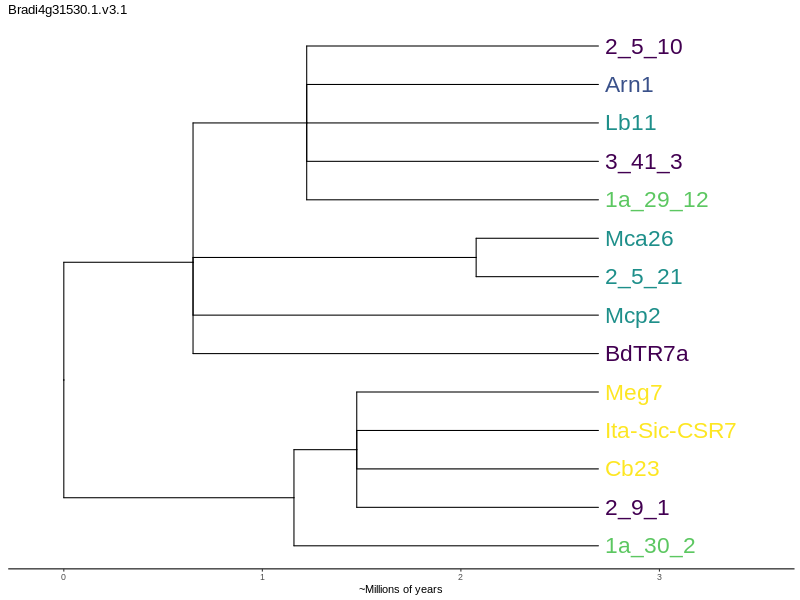 Bradi4g31530.1.v3.1
2_5_10
Arn1
Lb11
3_41_3
1a_29_12
Mca26
2_5_21
Mcp2
BdTR7a
Meg7
Ita-Sic-CSR7
Cb23
2_9_1
1a_30_2
0 1 2 3
~Millions of years